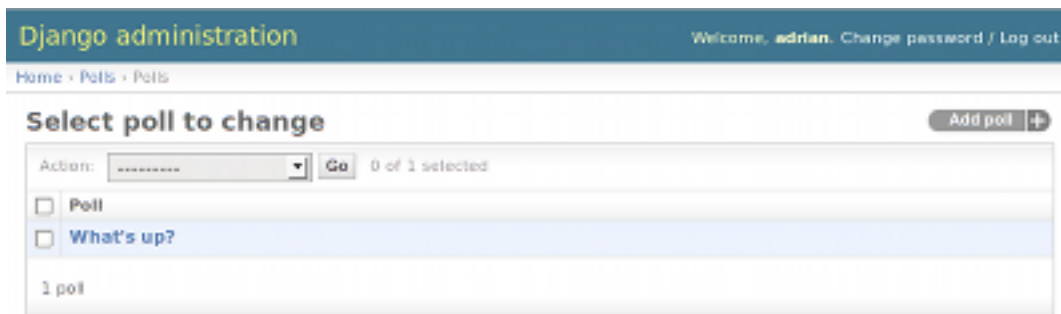 Django administration
Welcome, adrian. Change password / Log out
Home › Polls › Polls
Select poll to change
Add poll +
Action: --------- Go 0 of 1 selected
Poll
What's up?
1 poll